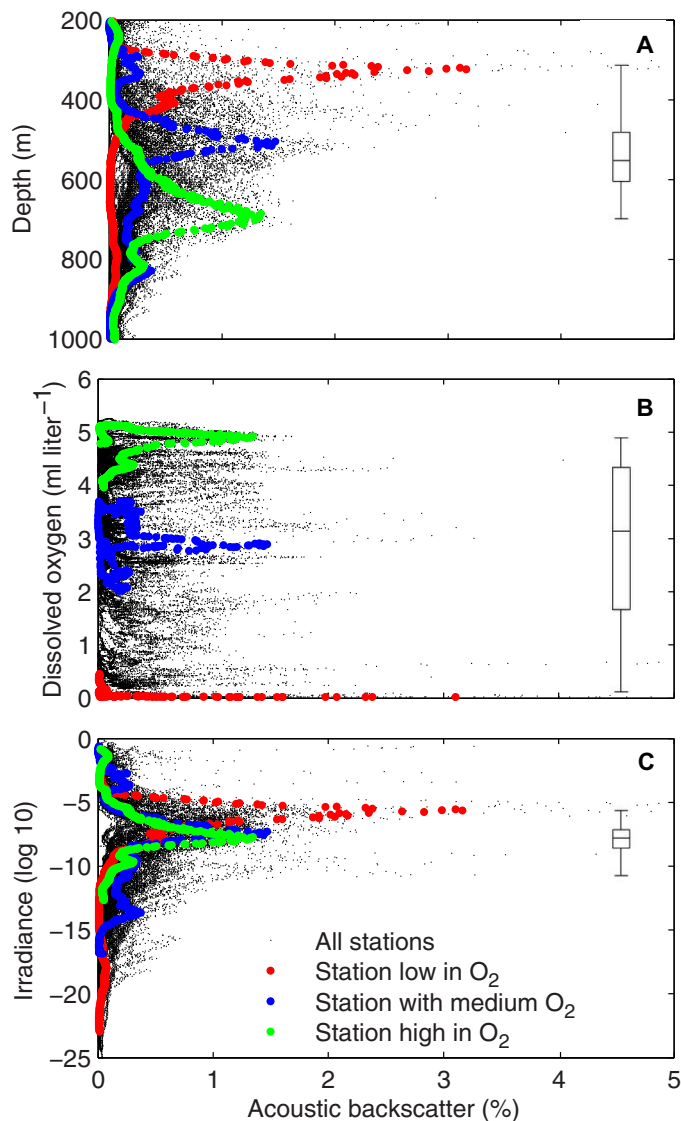 A
200
400
600
800
1000
Depth (m)
B
6
5
4
3
2
1
0
Dissolved oxygen (ml liter⁻¹)
C
0
−5
−10
−15
−20
−25
Irradiance (log 10)
All stations
Station low in O₂
Station with medium O₂
Station high in O₂
0 1 2 3 4 5
Acoustic backscatter (%)